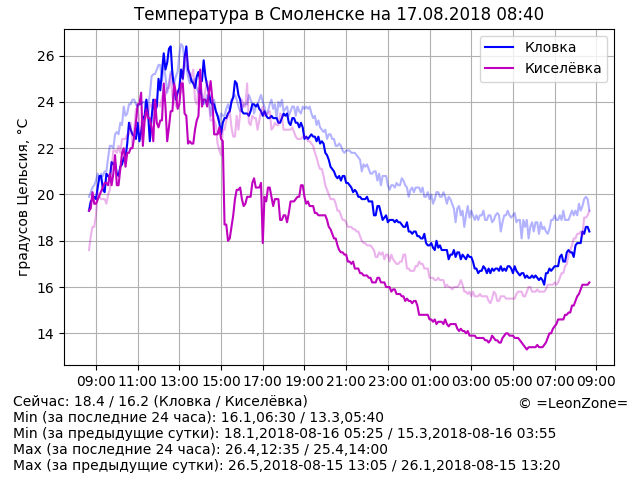 Температура в Смоленске на 17.08.2018 08:40
Кловка
Киселёвка
градусов Цельсия, °C
26
24
22
20
18
16
14
09:00 11:00 13:00 15:00 17:00 19:00 21:00 23:00 01:00 03:00 05:00 07:00 09:00
Сейчас: 18.4 / 16.2 (Кловка / Киселёвка)
© =LeonZone=
Min (за последние 24 часа): 16.1,06:30 / 13.3,05:40
Min (за предыдущие сутки): 18.1,2018-08-16 05:25 / 15.3,2018-08-16 03:55
Max (за последние 24 часа): 26.4,12:35 / 25.4,14:00
Max (за предыдущие сутки): 26.5,2018-08-15 13:05 / 26.1,2018-08-15 13:20